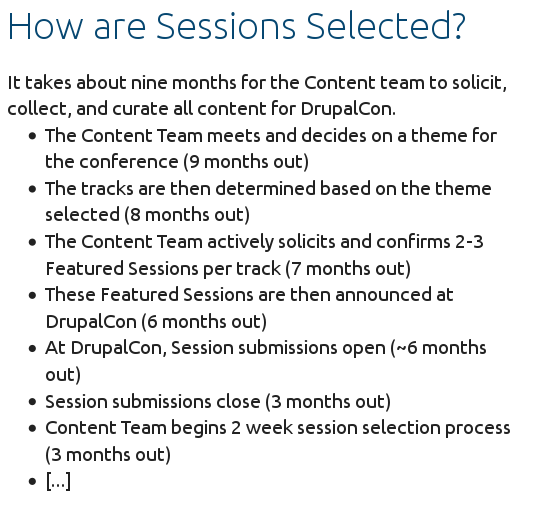 How are Sessions Selected?
It takes about nine months for the Content team to solicit,
collect, and curate all content for DrupalCon.
• The Content Team meets and decides on a theme for
the conference (9 months out)
• The tracks are then determined based on the theme
selected (8 months out)
• The Content Team actively solicits and confirms 2-3
Featured Sessions per track (7 months out)
• These Featured Sessions are then announced at
DrupalCon (6 months out)
• At DrupalCon, Session submissions open (~6 months
out)
• Session submissions close (3 months out)
• Content Team begins 2 week session selection process
(3 months out)
• [...]